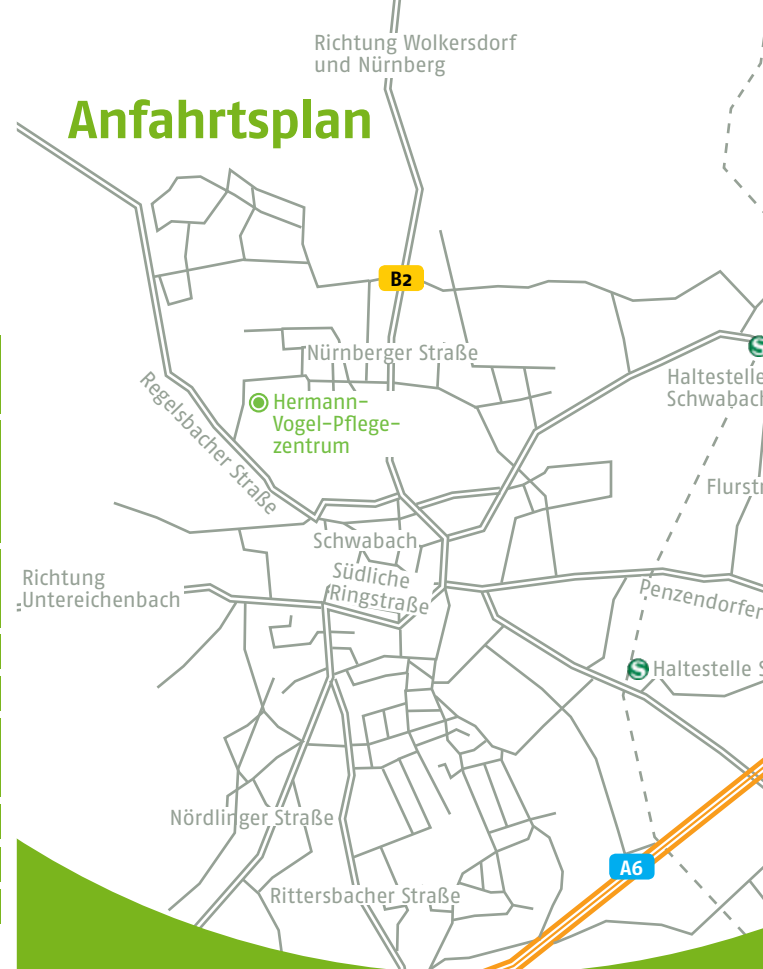 Richtung Wolkersdorf
und Nürnberg
Anfahrtsplan
B2
Nürnberger Straße
S
Haltestelle
Schwabach
Regelsbacher Straße
Hermann-
Vogel-Pflege-
zentrum
Flurstr
Schwabach
Südliche
Ringstraße
Richtung
Untereichenbach
Penzendorfer
S
Haltestelle S
Nördlinger Straße
A6
Rittersbacher Straße